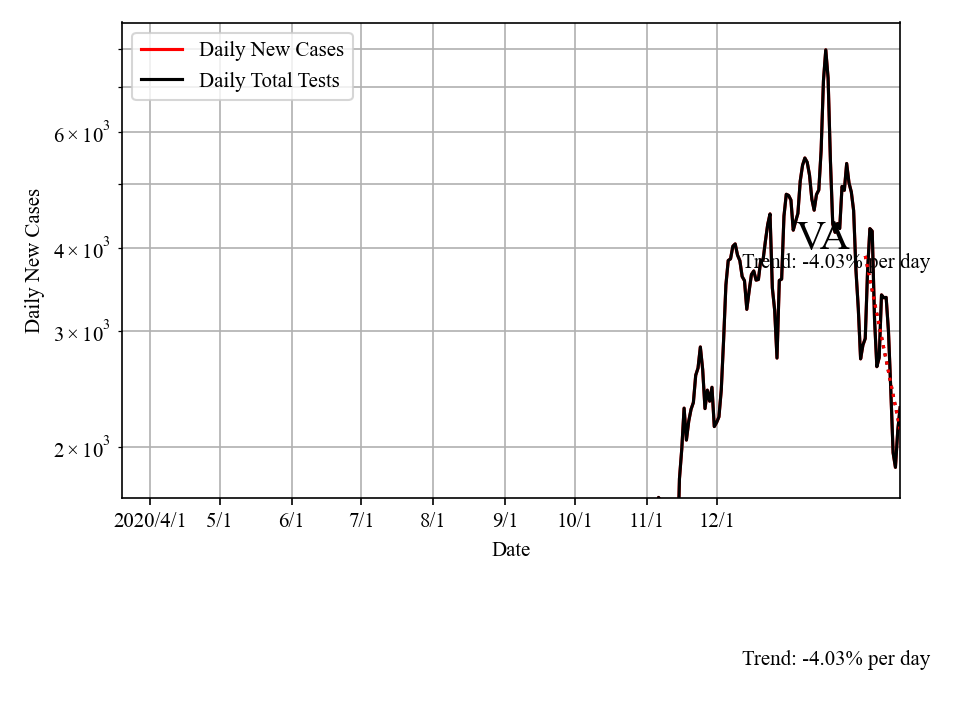 Daily New Cases
Daily Total Tests
6 × 10³
4 × 10³
3 × 10³
2 × 10³
Daily New Cases
VA
Trend: -4.03% per day
2020/4/1 5/1 6/1 7/1 8/1 9/1 10/1 11/1 12/1
Date
Trend: -4.03% per day